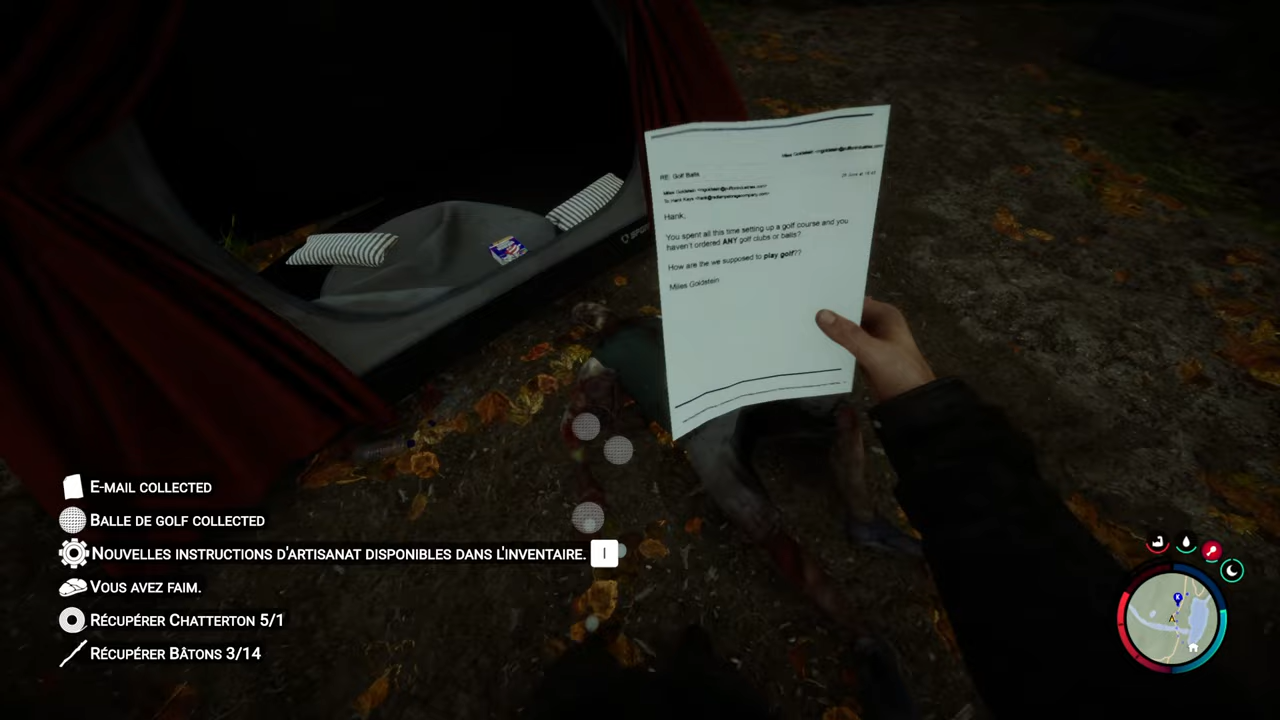 RE: Golf Balls
Hank,
You spent all this time setting up a golf course and you
haven't ordered ANY golf clubs or balls?
How are the we supposed to play golf??
Miles Goldstein
E-MAIL COLLECTED
BALLE DE GOLF COLLECTED
NOUVELLES INSTRUCTIONS D'ARTISANAT DISPONIBLES DANS L'INVENTAIRE. I
VOUS AVEZ FAIM.
RÉCUPÉRER CHATTERTON 5/1
RÉCUPÉRER BÂTONS 3/14